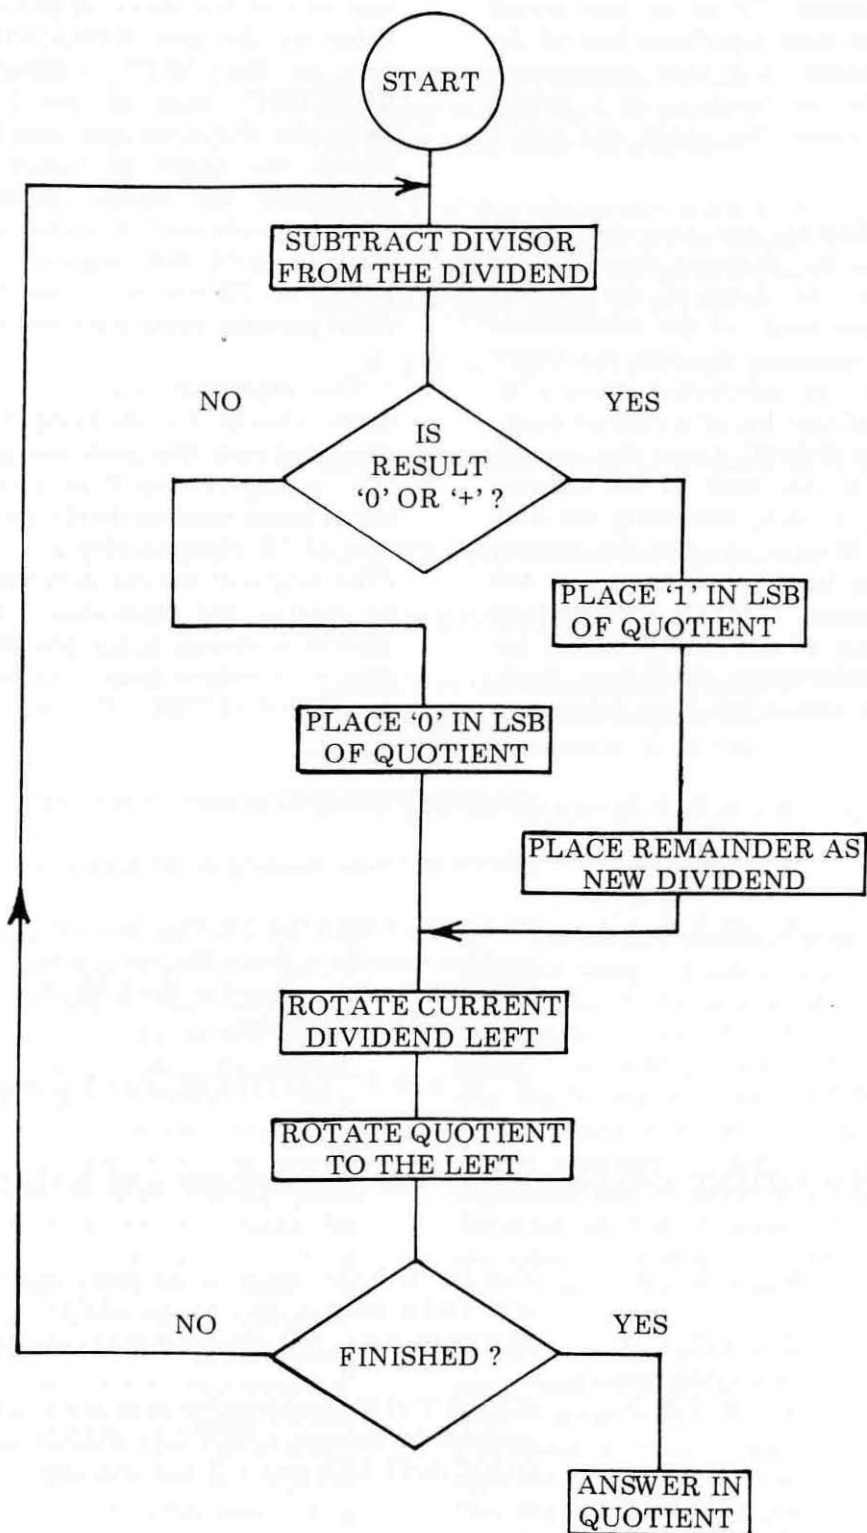 START
SUBTRACT DIVISOR
FROM THE DIVIDEND
NO
YES
IS
RESULT
‘0’ OR ‘+’ ?
PLACE ‘1’ IN LSB
OF QUOTIENT
PLACE ‘0’ IN LSB
OF QUOTIENT
PLACE REMAINDER AS
NEW DIVIDEND
ROTATE CURRENT
DIVIDEND LEFT
ROTATE QUOTIENT
TO THE LEFT
NO
YES
FINISHED ?
ANSWER IN
QUOTIENT